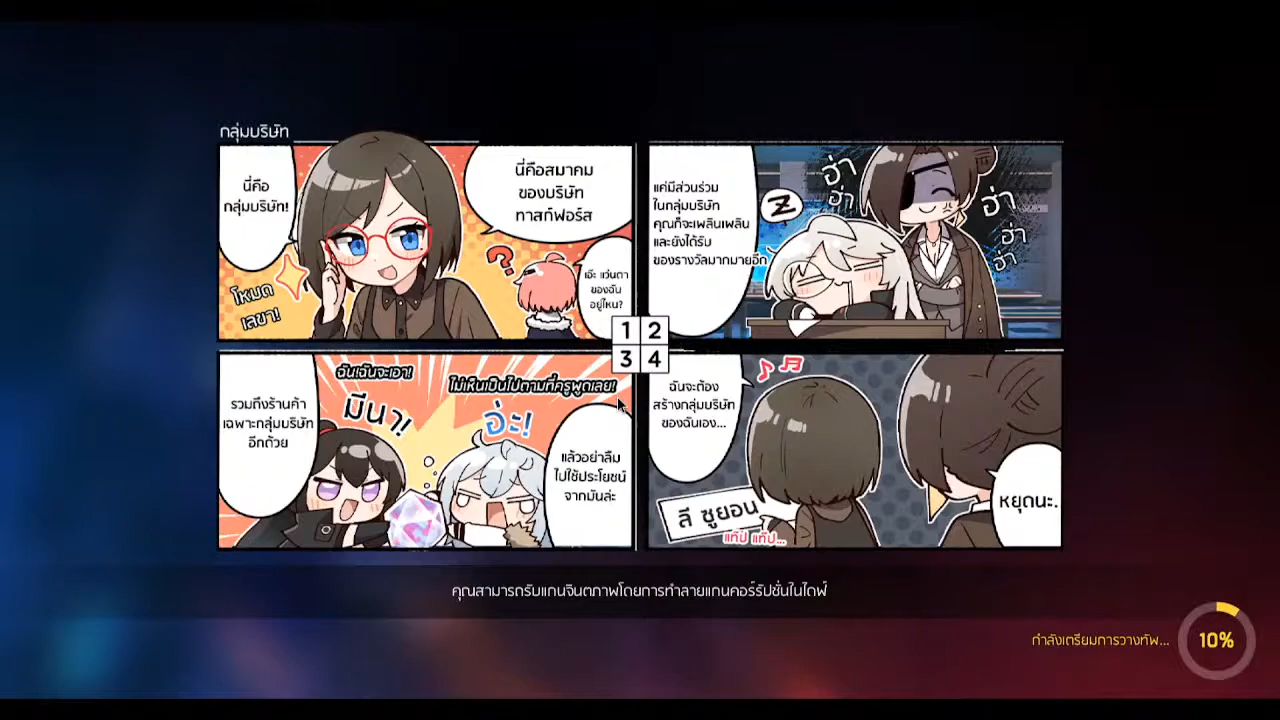 กลุ่มบริษัท
นี่คือ
กลุ่มบริษัท!
นี่คือสมาคม
ของบริษัท
ทาสก์ฟอร์ส
?
เอ๊ะ แว่นตา
ของฉัน
อยู่ไหน?
โหมด
เลขา!
แค่มีส่วนร่วม
ในกลุ่มบริษัท
คุณก็จะเพลินเพลิน
และยังได้รับ
ของรางวัลมากมายอีก
Z
ฮ่า
ฮ่า
ฮ่า
ฮ่า
ฮ่า
1 2
3 4
รวมถึงร้านค้า
เฉพาะกลุ่มบริษัท
อีกด้วย
ฉัน!ฉันจะเอา!
มีนา!
ไม่เห็นเป็นไปตามที่ครูพูดเลย!
อ่ะ!
แล้วอย่าลืม
ไปใช้ประโยชน์
จากมันล่ะ
ฉันจะต้อง
สร้างกลุ่มบริษัท
ของฉันเอง...
ลี ซูยอน
แท๊ป แท๊ป...
หยุดนะ.
คุณสามารถรับแกนจินตภาพโดยการทำลายแกนคอร์รัปชั่นในไดฟ์
กำลังเตรียมการวางทัพ...
10%